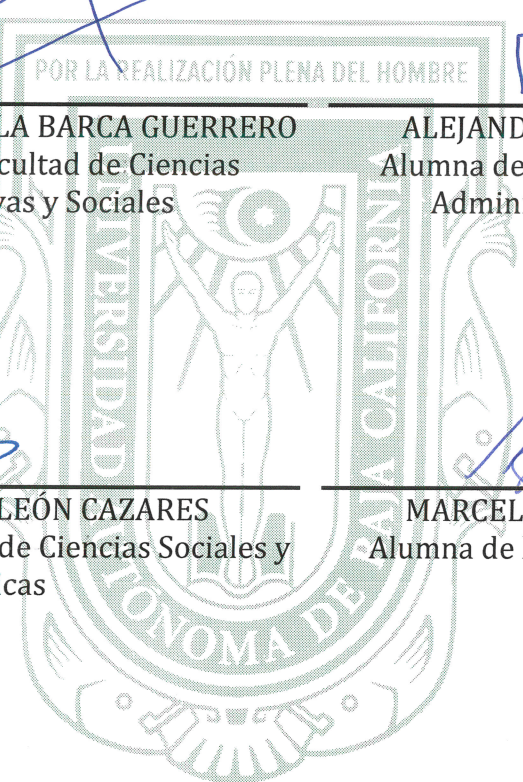 POR LA REALIZACIÓN PLENA DEL HOMBRE
LA BARCA GUERRERO
cultad de Ciencias
vas y Sociales
ALEJAND
Alumna de
Admin
UNIVERSIDAD AUTÓNOMA DE BAJA CALIFORNIA
LEÓN CAZARES
de Ciencias Sociales y
icas
MARCEL
Alumna de